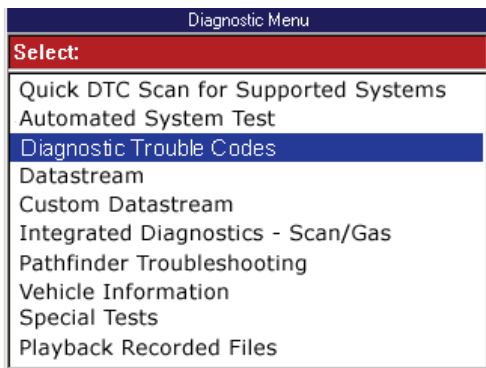 Diagnostic Menu
Select:
Quick DTC Scan for Supported Systems
Automated System Test
Diagnostic Trouble Codes
Datastream
Custom Datastream
Integrated Diagnostics - Scan/Gas
Pathfinder Troubleshooting
Vehicle Information
Special Tests
Playback Recorded Files